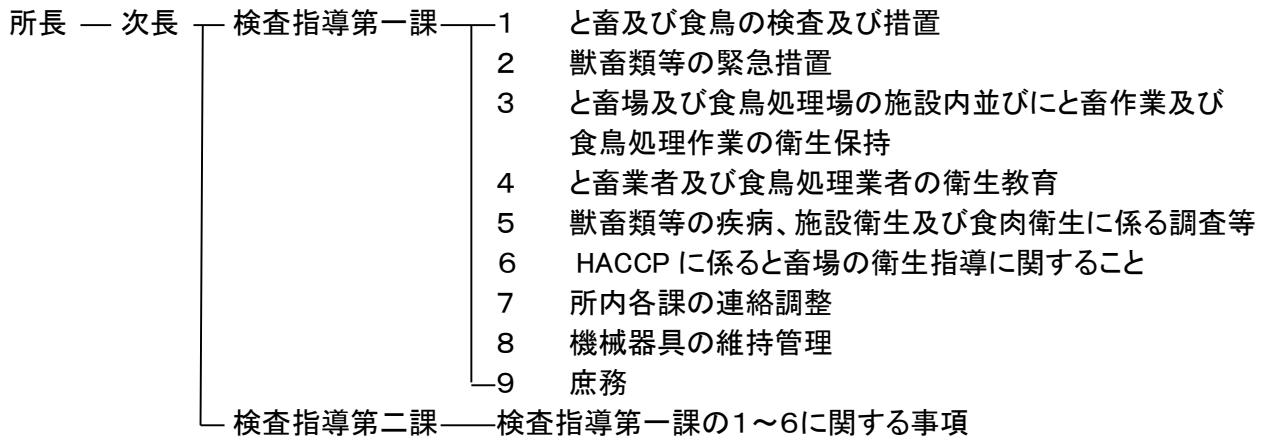 所長 ― 次長 検査指導第一課 1 と畜及び食鳥の検査及び措置
2 獣畜類等の緊急措置
3 と畜場及び食鳥処理場の施設内並びにと畜作業及び
食鳥処理作業の衛生保持
4 と畜業者及び食鳥処理業者の衛生教育
5 獣畜類等の疾病、施設衛生及び食肉衛生に係る調査等
6 HACCP に係ると畜場の衛生指導に関すること
7 所内各課の連絡調整
8 機械器具の維持管理
9 庶務
検査指導第二課 検査指導第一課の1～6に関する事項